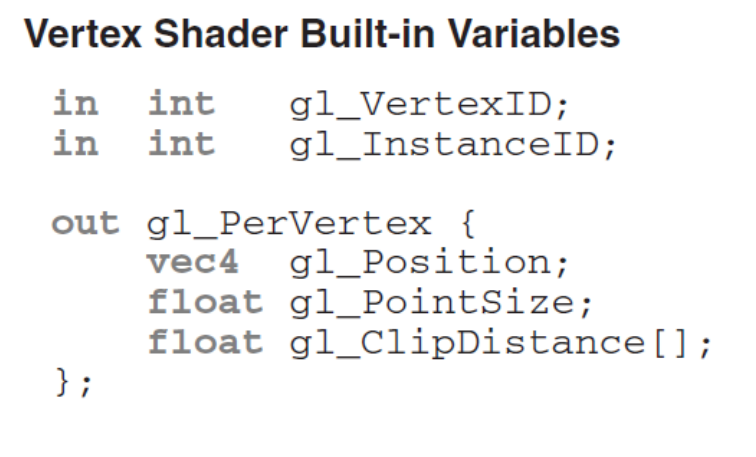 Vertex Shader Built-in Variables
in int gl_VertexID;
in int gl_InstanceID;
out gl_PerVertex {
vec4 gl_Position;
float gl_PointSize;
float gl_ClipDistance[];
};